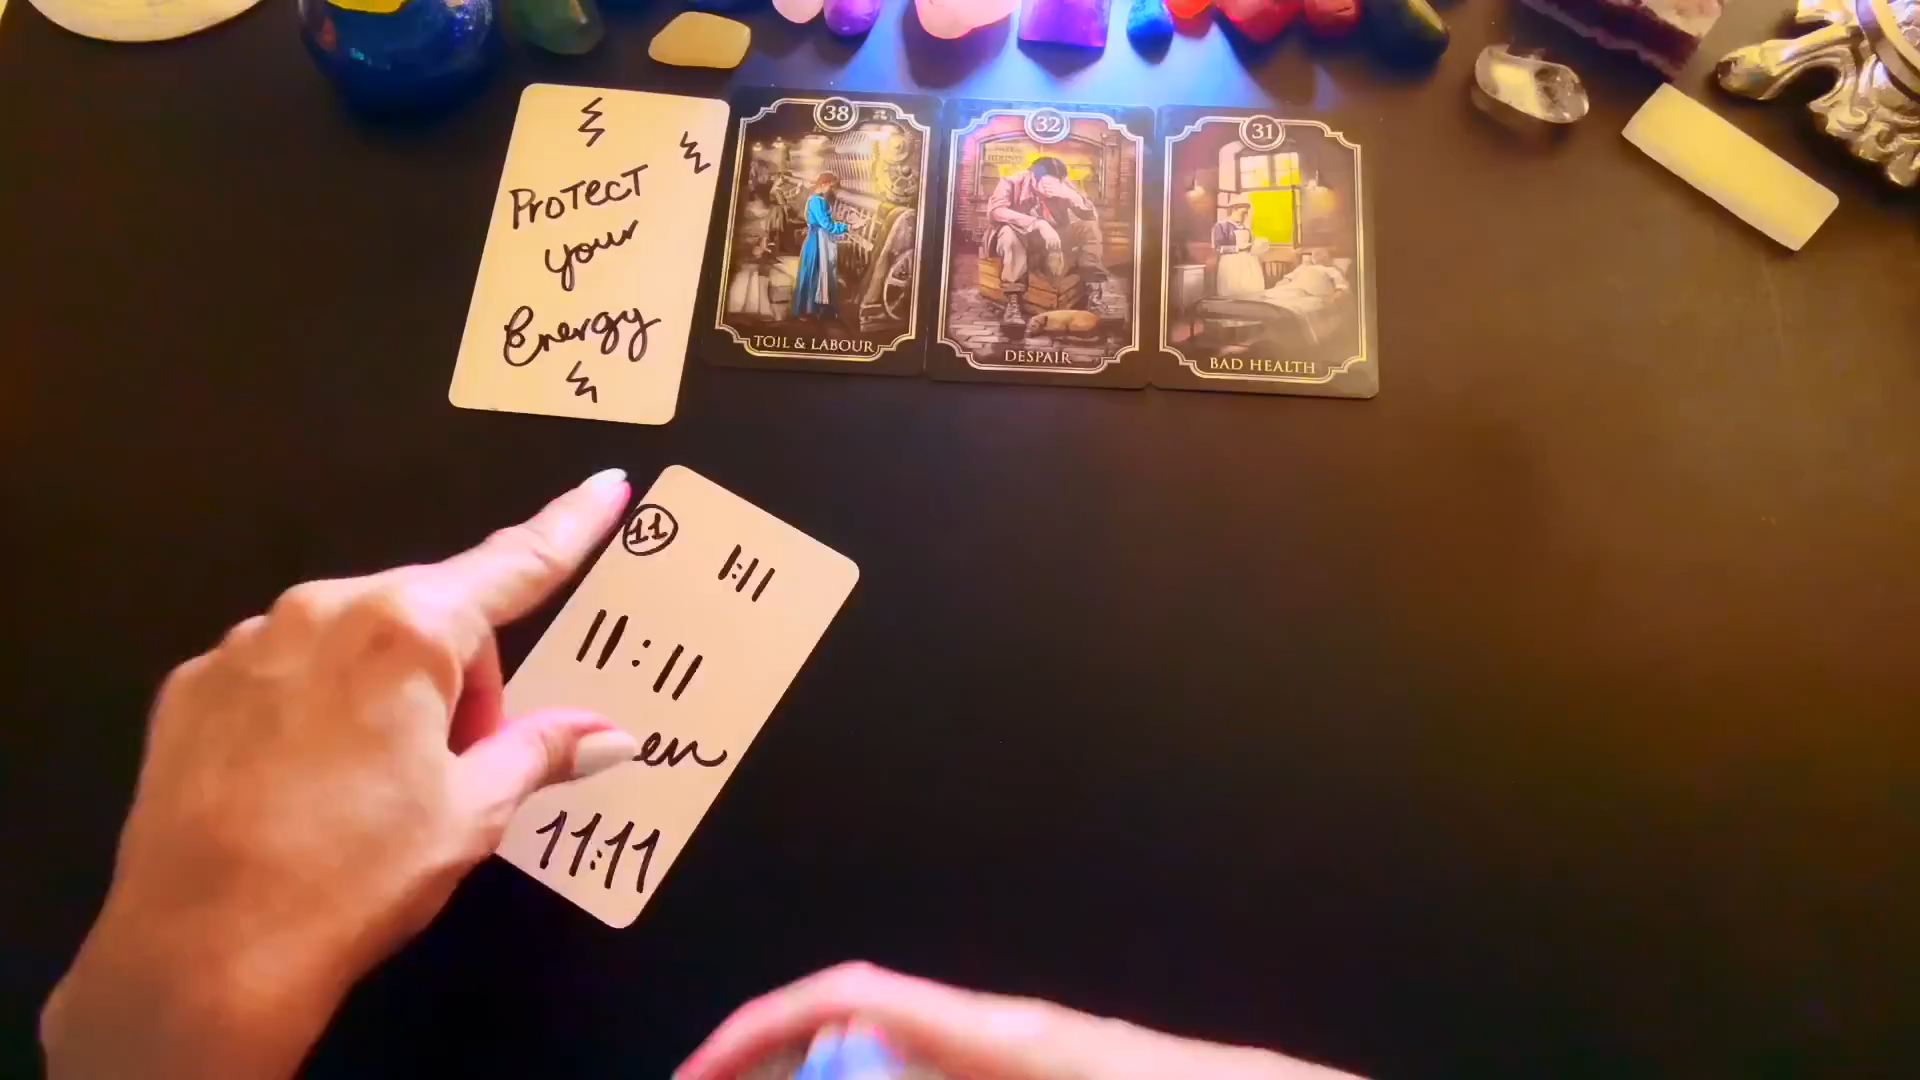 Protect
your
Energy
38
TOIL & LABOUR
32
DESPAIR
31
BAD HEALTH
11
1:11
11:11
11:11